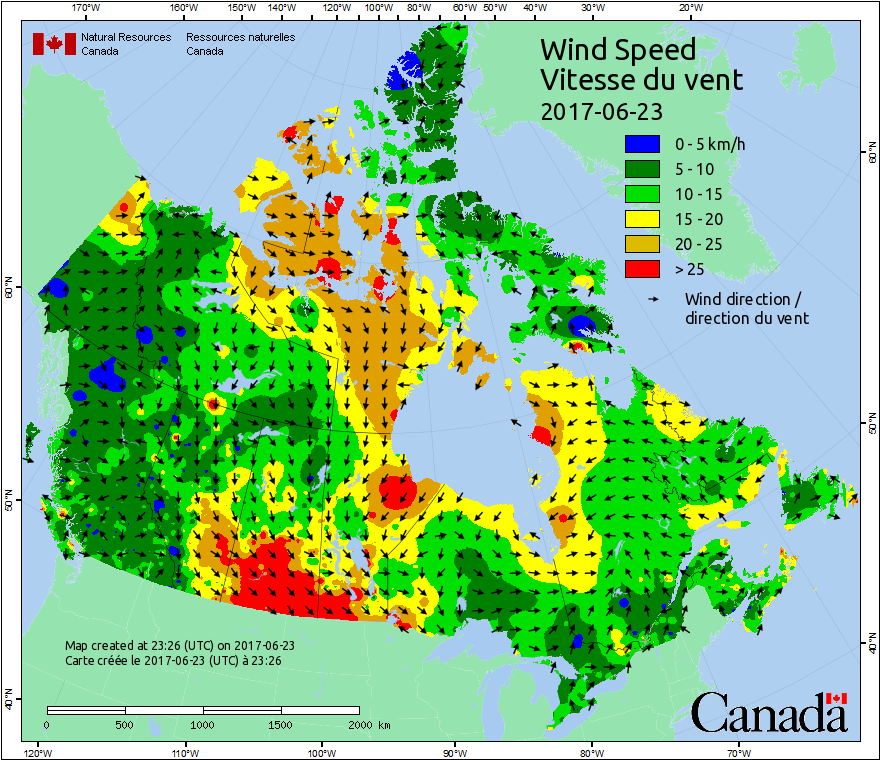 170°W 160°W 150°W 140°W 120°W 100°W 80°W 60°W 50°W 40°W 30°W 20°W
Natural Resources Ressources naturelles
Canada Canada
Wind Speed
Vitesse du vent
2017-06-23
0 - 5 km/h
5 - 10
10 - 15
15 - 20
20 - 25
> 25
Wind direction /
direction du vent
60°N
60°N
50°N
50°N
40°N
40°N
Map created at 23:26 (UTC) on 2017-06-23
Carte créée le 2017-06-23 (UTC) à 23:26
0 500 1000 1500 2000 km
Canada
120°W 110°W 100°W 90°W 80°W 70°W